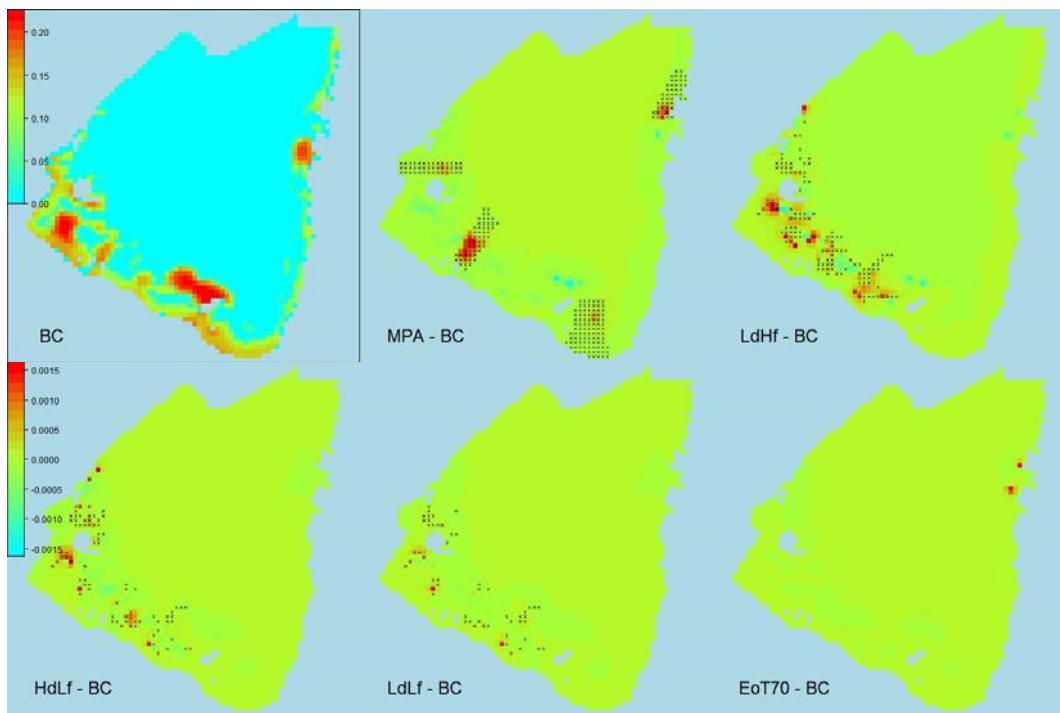 0.20
0.15
0.10
0.05
0.00
BC
MPA - BC
LdHf - BC
0.0015
0.0010
0.0005
0.0000
-0.0005
-0.0010
-0.0015
HdLf - BC
LdLf - BC
EoT70 - BC